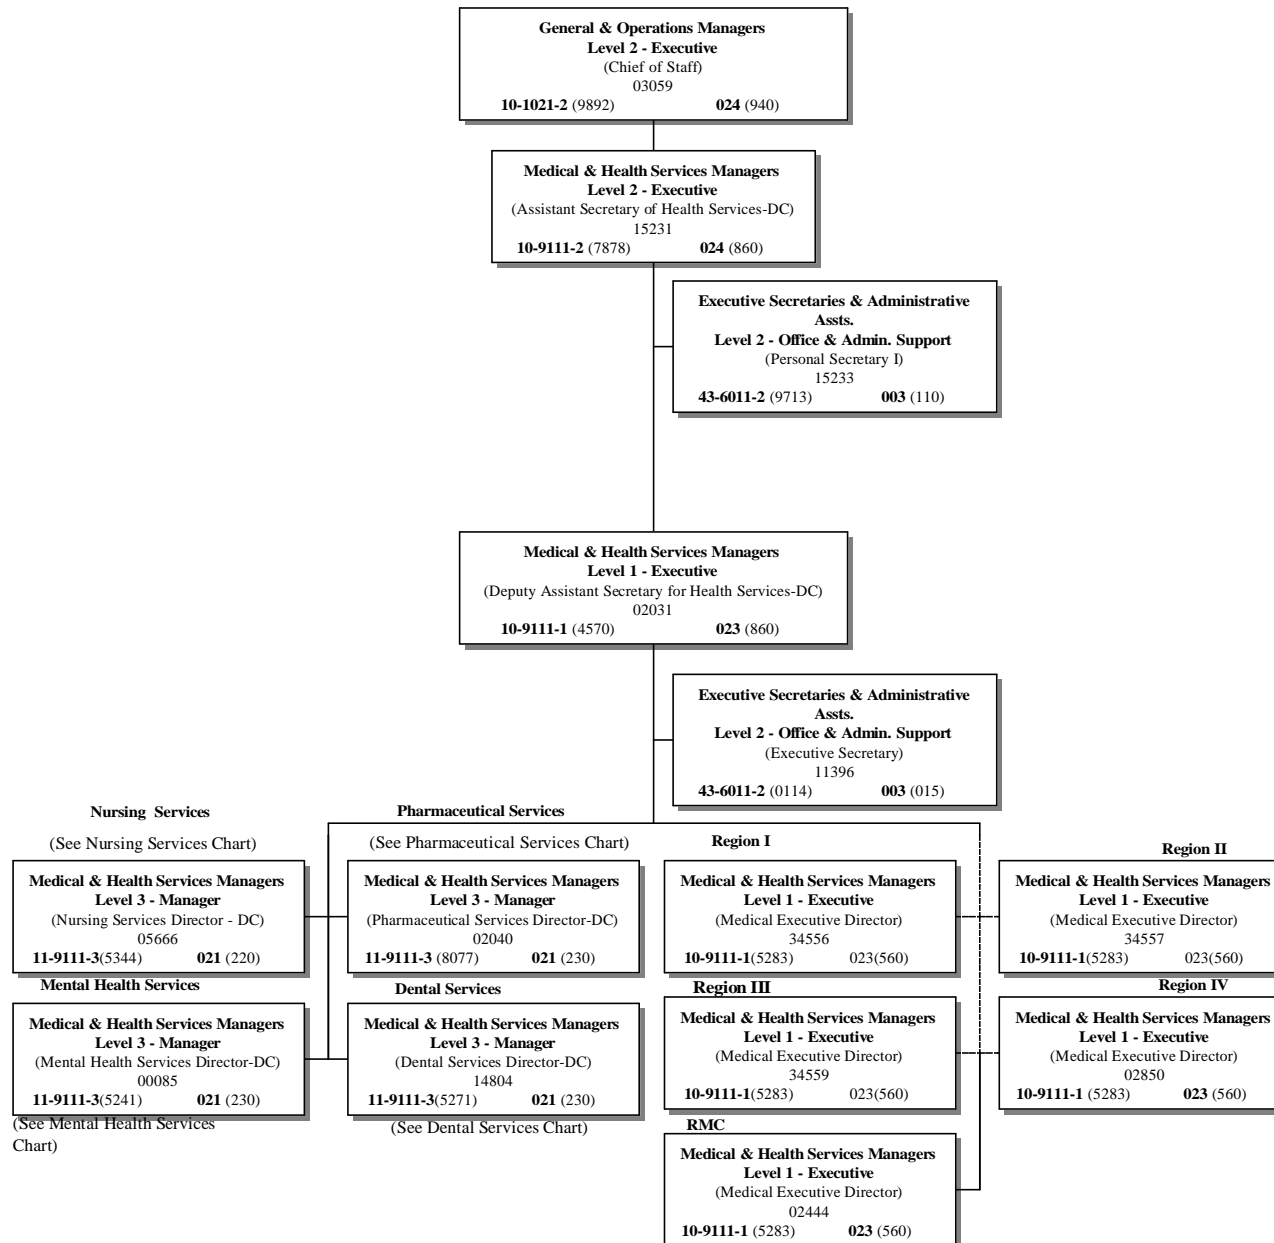 General & Operations Managers
Level 2 - Executive
(Chief of Staff)
03059
10-1021-2 (9892) 024 (940)
Medical & Health Services Managers
Level 2 - Executive
(Assistant Secretary of Health Services-DC)
15231
10-9111-2 (7878) 024 (860)
Executive Secretaries & Administrative
Assts.
Level 2 - Office & Admin. Support
(Personal Secretary I)
15233
43-6011-2 (9713) 003 (110)
Medical & Health Services Managers
Level 1 - Executive
(Deputy Assistant Secretary for Health Services-DC)
02031
10-9111-1 (4570) 023 (860)
Executive Secretaries & Administrative
Assts.
Level 2 - Office & Admin. Support
(Executive Secretary)
11396
43-6011-2 (0114) 003 (015)
Nursing Services
(See Nursing Services Chart)
Medical & Health Services Managers
Level 3 - Manager
(Nursing Services Director - DC)
05666
11-9111-3(5344) 021 (220)
Pharmaceutical Services
(See Pharmaceutical Services Chart)
Medical & Health Services Managers
Level 3 - Manager
(Pharmaceutical Services Director-DC)
02040
11-9111-3 (8077) 021 (230)
Region I
Medical & Health Services Managers
Level 1 - Executive
(Medical Executive Director)
34556
10-9111-1(5283) 023(560)
Region II
Medical & Health Services Managers
Level 1 - Executive
(Medical Executive Director)
34557
10-9111-1(5283) 023(560)
Mental Health Services
Medical & Health Services Managers
Level 3 - Manager
(Mental Health Services Director-DC)
00085
11-9111-3(5241) 021 (230)
(See Mental Health Services
Chart)
Dental Services
Medical & Health Services Managers
Level 3 - Manager
(Dental Services Director-DC)
14804
11-9111-3(5271) 021 (230)
(See Dental Services Chart)
Region III
Medical & Health Services Managers
Level 1 - Executive
(Medical Executive Director)
34559
10-9111-1(5283) 023(560)
Region IV
Medical & Health Services Managers
Level 1 - Executive
(Medical Executive Director)
02850
10-9111-1 (5283) 023 (560)
RMC
Medical & Health Services Managers
Level 1 - Executive
(Medical Executive Director)
02444
10-9111-1 (5283) 023 (560)